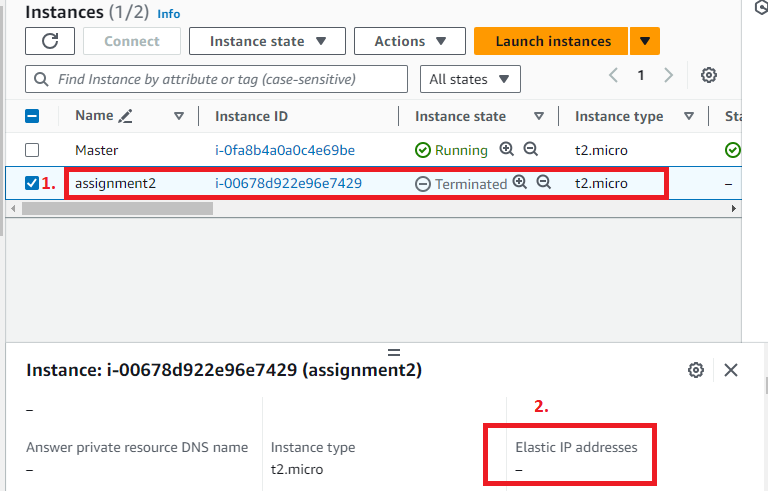 Instances (1/2) Info
Connect Instance state Actions Launch instances
Find Instance by attribute or tag (case-sensitive) All states 1
Name Instance ID Instance state Instance type Sta
Master i-0fa8b4a0a0c4e69be Running t2.micro
1. assignment2 i-00678d922e96e7429 Terminated t2.micro –
Instance: i-00678d922e96e7429 (assignment2)
– 2.
Answer private resource DNS name Instance type Elastic IP addresses
– t2.micro –